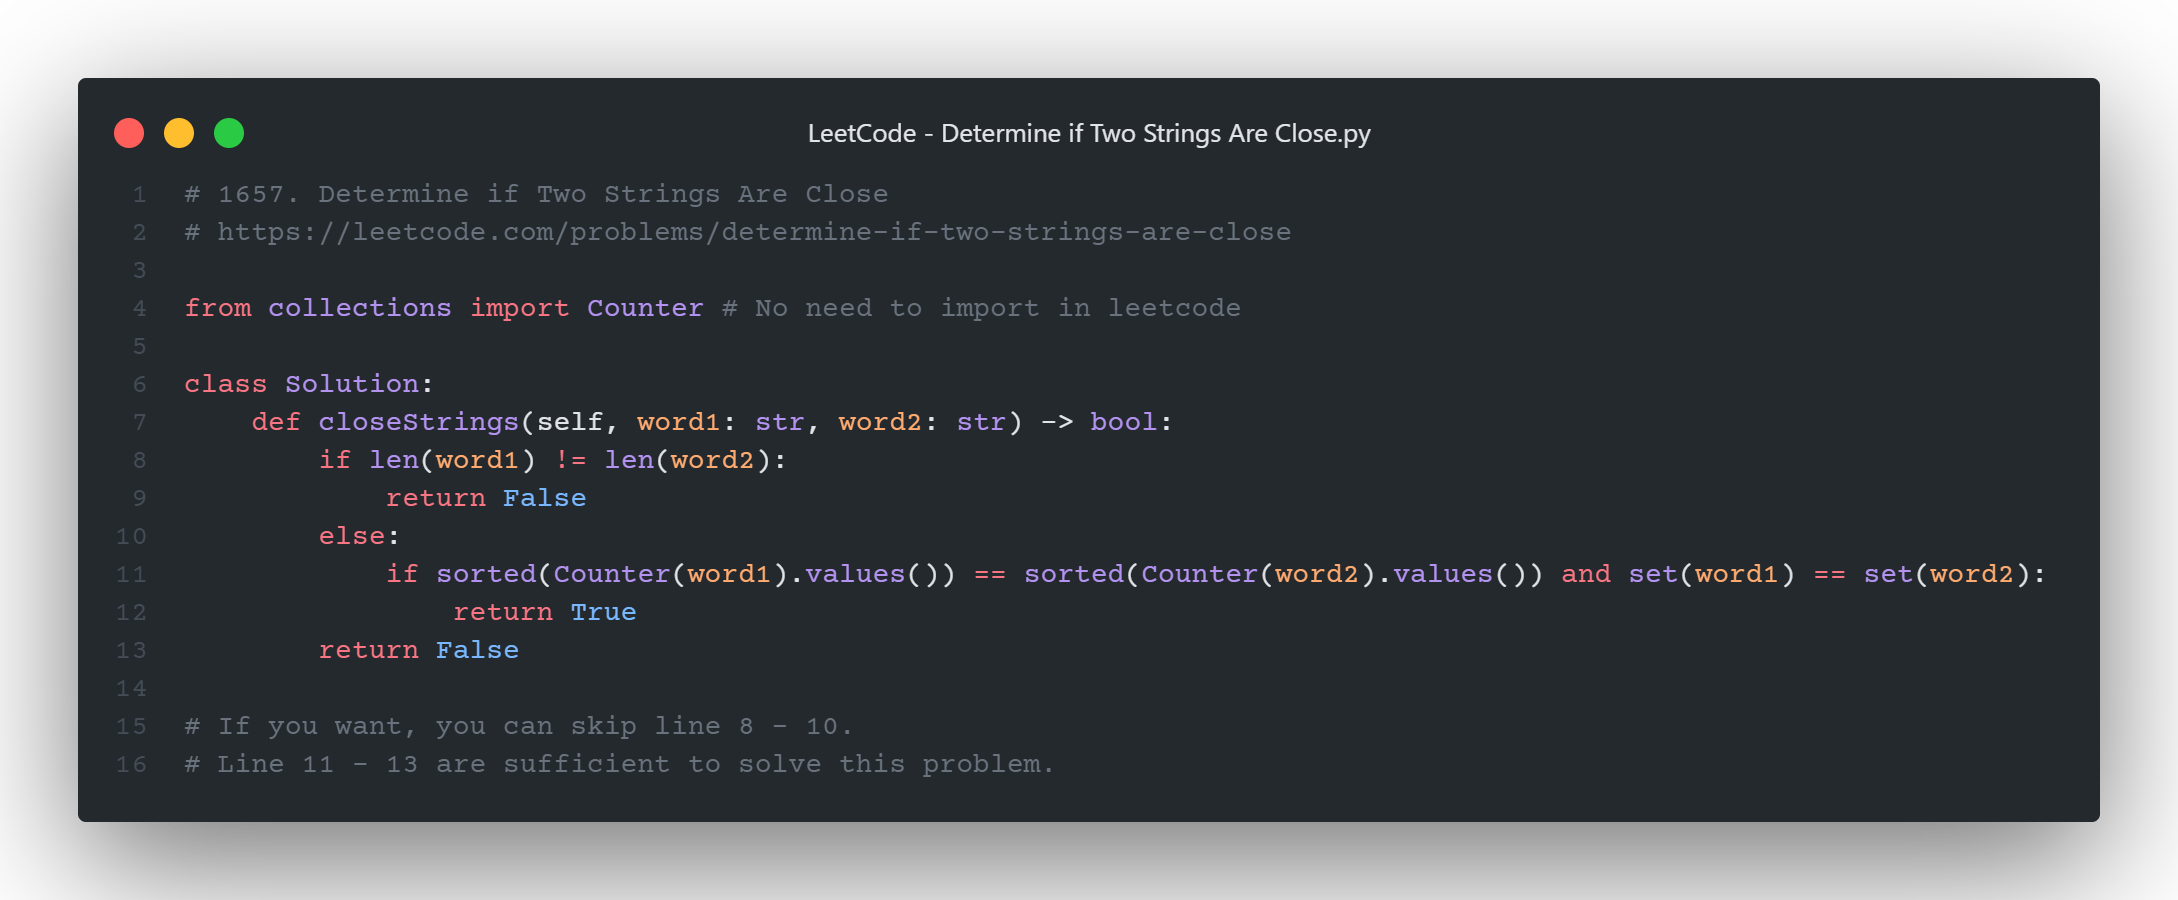 LeetCode - Determine if Two Strings Are Close.py
1 # 1657. Determine if Two Strings Are Close
2 # https://leetcode.com/problems/determine-if-two-strings-are-close
3
4 from collections import Counter # No need to import in leetcode
5
6 class Solution:
7     def closeStrings(self, word1: str, word2: str) -> bool:
8         if len(word1) != len(word2):
9             return False
10         else:
11             if sorted(Counter(word1).values()) == sorted(Counter(word2).values()) and set(word1) == set(word2):
12                 return True
13         return False
14
15 # If you want, you can skip line 8 - 10.
16 # Line 11 - 13 are sufficient to solve this problem.